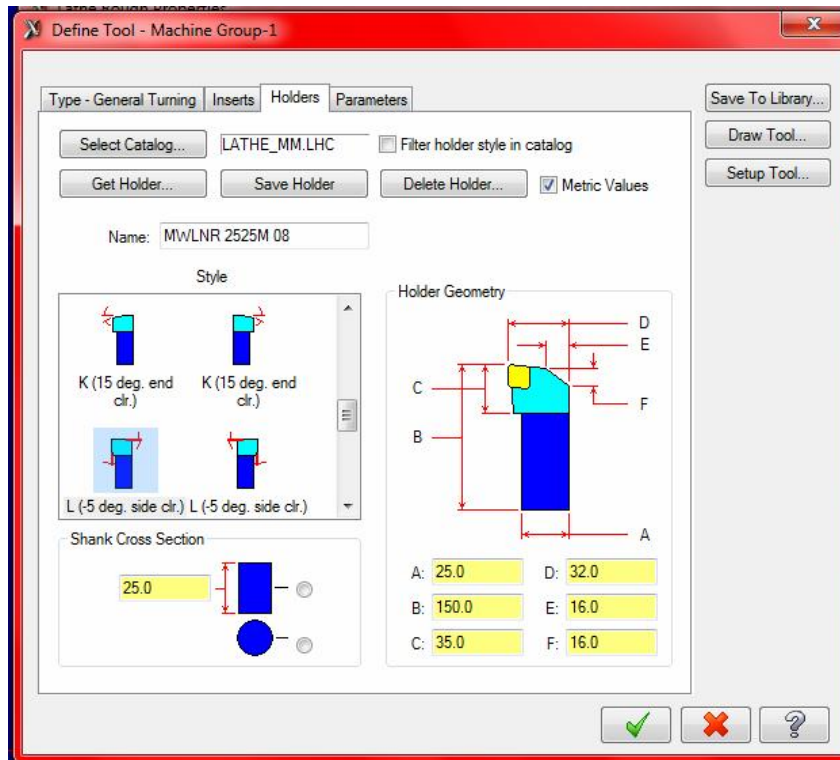 Lathe Rough Properties
Define Tool - Machine Group-1
Type - General Turning Inserts Holders Parameters
Save To Library...
Draw Tool...
Setup Tool...
Select Catalog... LATHE_MM.LHC Filter holder style in catalog
Get Holder... Save Holder Delete Holder... Metric Values
Name: MWLNR 2525M 08
Style
K (15 deg. end
clr.)
K (15 deg. end
clr.)
L (-5 deg. side clr.) L (-5 deg. side clr.)
Shank Cross Section
25.0
Holder Geometry
D
E
C
F
B
A
A: 25.0 D: 32.0
B: 150.0 E: 16.0
C: 35.0 F: 16.0